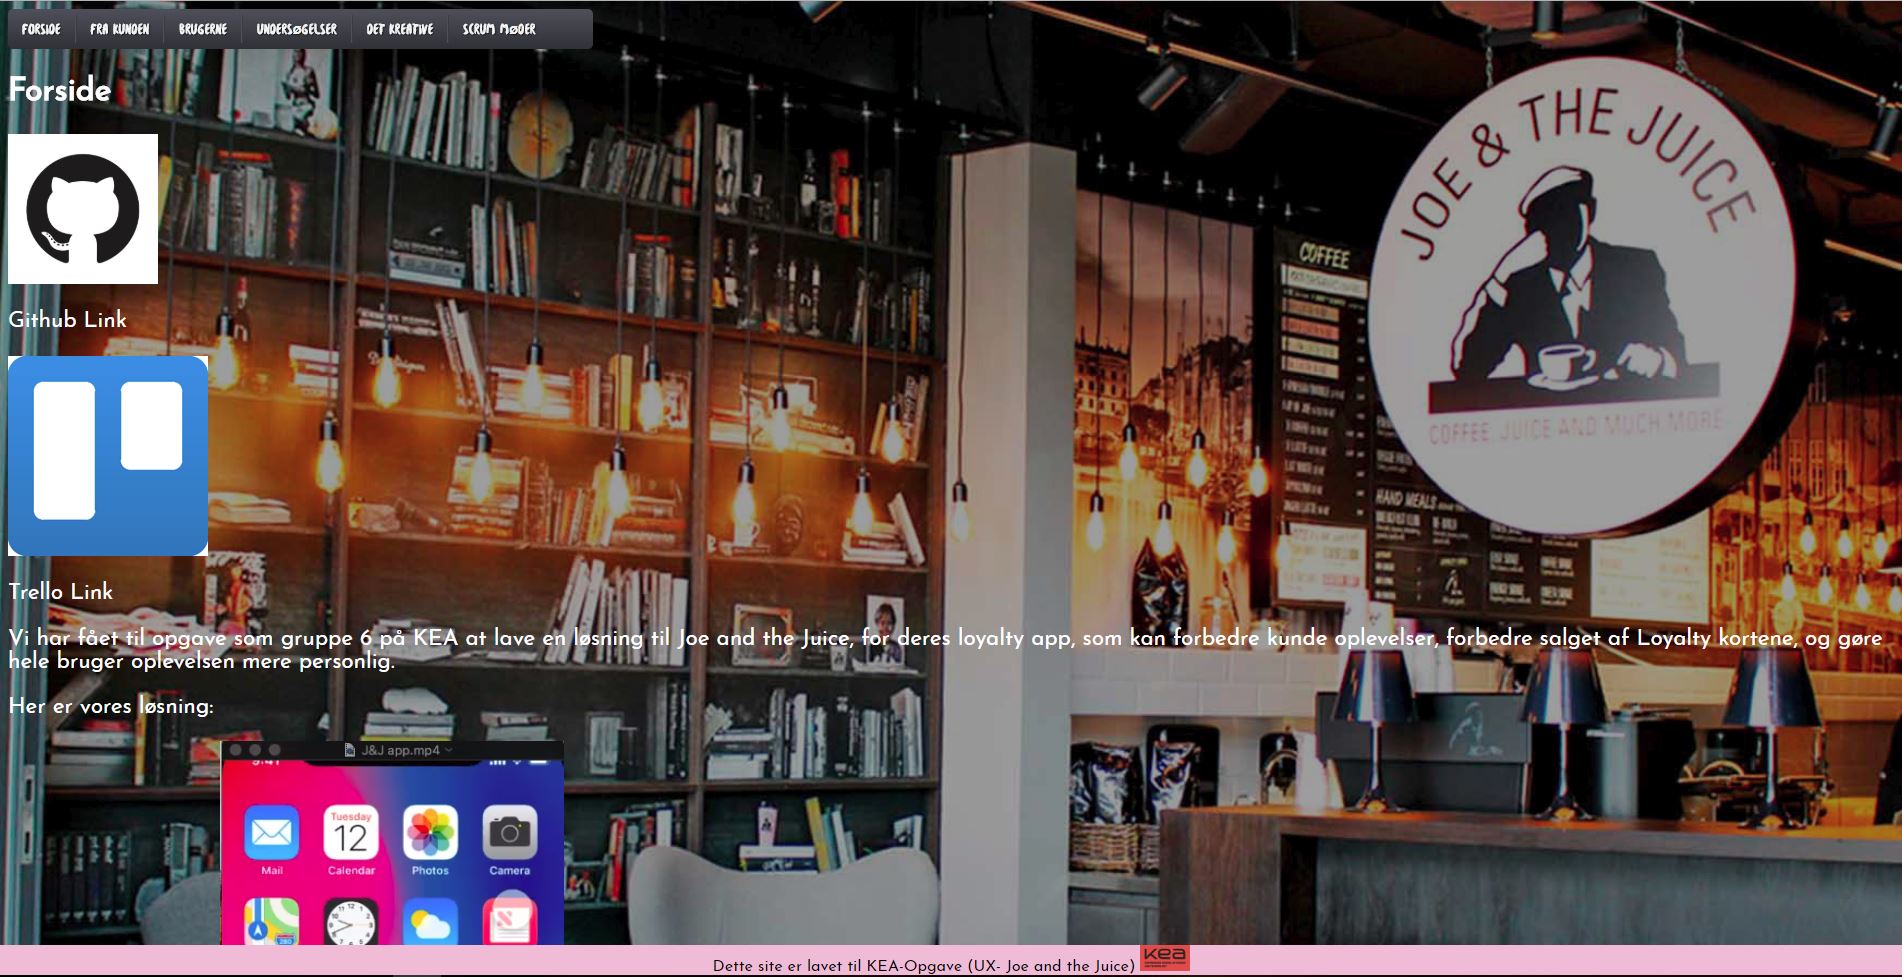 FORSIDE
FRA KUNDEN
BRUGERNE
UNDERSØGELSER
DET KREATIVE
SCRUM MØDER
Forside
JOE & THE JUICE
COFFEE, JUICE AND MUCH MORE
COFFEE
HAND MEALS
Github Link
Trello Link
Vi har fået til opgave som gruppe 6 på KEA at lave en løsning til Joe and the Juice, for deres loyalty app, som kan forbedre kunde oplevelser, forbedre salget af Loyalty kortene, og gøre
hele bruger oplevelsen mere personlig.
Her er vores løsning:
J&J app.mp4
9:41
Tuesday
12
Mail
Calendar
Photos
Camera
280
Dette site er lavet til KEA-Opgave (UX- Joe and the Juice)
kea